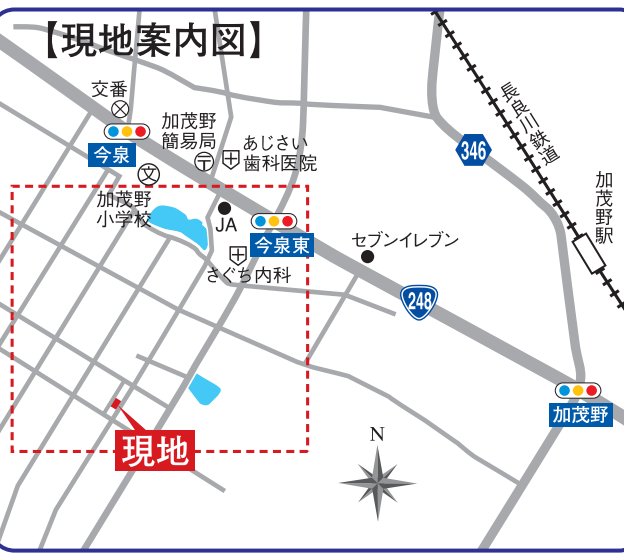 【現地案内図】
交番
今泉
加茂野
簡易局
あじさい
歯科医院
文
加茂野
小学校
JA
今泉東
さぐち内科
セブンイレブン
346
長良川鉄道
加茂野駅
248
加茂野
現地
N